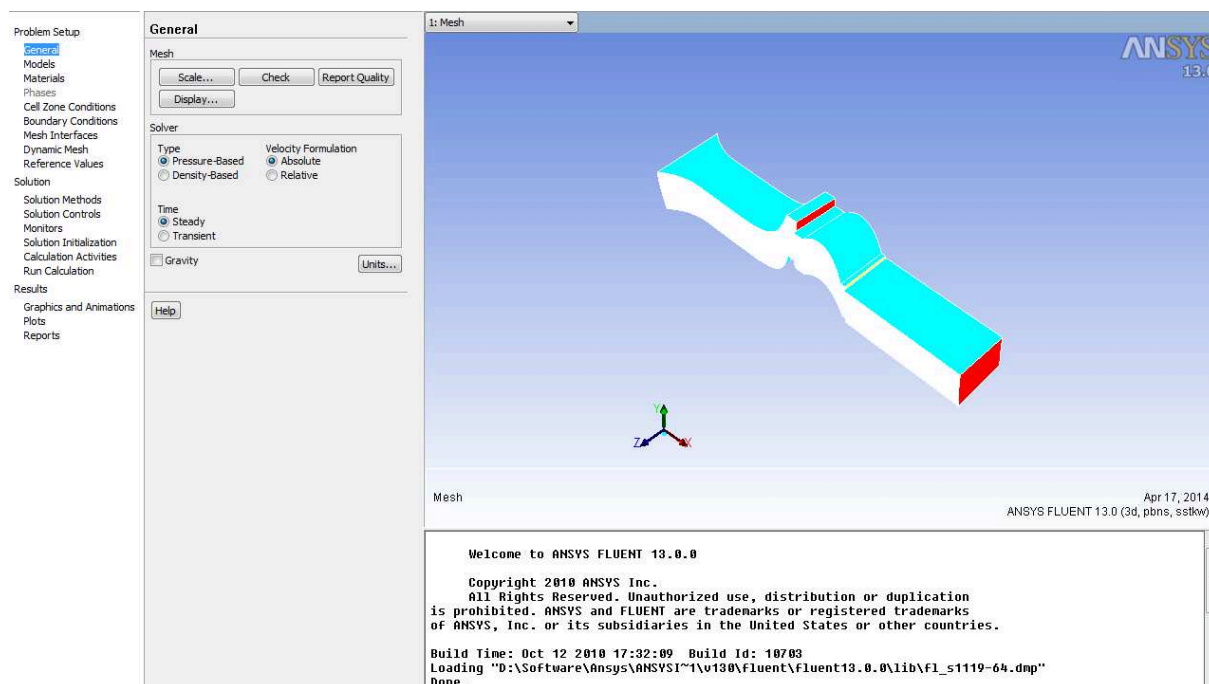 Problem Setup
General
Models
Materials
Phases
Cell Zone Conditions
Boundary Conditions
Mesh Interfaces
Dynamic Mesh
Reference Values
Solution
Solution Methods
Solution Controls
Monitors
Solution Initialization
Calculation Activities
Run Calculation
Results
Graphics and Animations
Plots
Reports
General
Mesh
Scale... Check Report Quality
Display...
Solver
Type Velocity Formulation
Pressure-Based Absolute
Density-Based Relative
Time
Steady
Transient
Gravity Units...
Help
1: Mesh
ANSYS
13.0
Y
Z X
Mesh Apr 17, 2014
ANSYS FLUENT 13.0 (3d, pbns, sstkw)
Welcome to ANSYS FLUENT 13.0.0
Copyright 2010 ANSYS Inc.
All Rights Reserved. Unauthorized use, distribution or duplication
is prohibited. ANSYS and FLUENT are trademarks or registered trademarks
of ANSYS, Inc. or its subsidiaries in the United States or other countries.
Build Time: Oct 12 2010 17:32:09 Build Id: 10703
Loading "D:\Software\Ansys\ANSYSI~1\v130\fluent\fluent13.0.0\lib\fl_s1119-64.dmp"
Done.